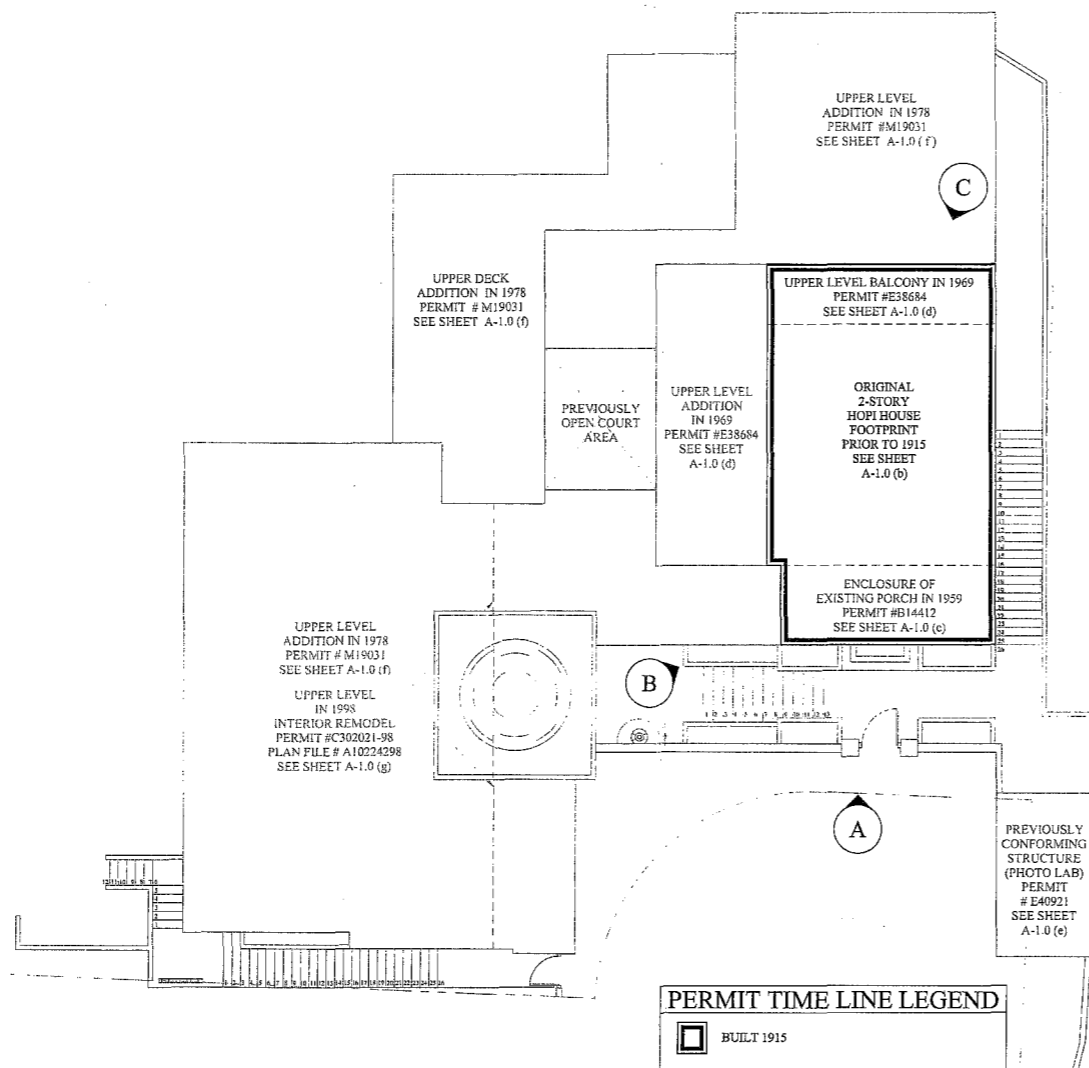 UPPER LEVEL
ADDITION IN 1978
PERMIT #M19031
SEE SHEET A-1.0 (f)
C
UPPER DECK
ADDITION IN 1978
PERMIT # M19031
SEE SHEET A-1.0 (f)
UPPER LEVEL BALCONY IN 1969
PERMIT #E38684
SEE SHEET A-1.0 (d)
PREVIOUSLY
OPEN COURT
AREA
UPPER LEVEL
ADDITION
IN 1969
PERMIT #E38684
SEE SHEET
A-1.0 (d)
ORIGINAL
2-STORY
HOPI HOUSE
FOOTPRINT
PRIOR TO 1915
SEE SHEET
A-1.0 (b)
ENCLOSURE OF
EXISTING PORCH IN 1959
PERMIT #B14412
SEE SHEET A-1.0 (c)
UPPER LEVEL
ADDITION IN 1978
PERMIT # M19031
SEE SHEET A-1.0 (f)
UPPER LEVEL
IN 1998
INTERIOR REMODEL
PERMIT #C302021-98
PLAN FILE # A10224298
SEE SHEET A-1.0 (g)
B
A
PREVIOUSLY
CONFORMING
STRUCTURE
(PHOTO LAB)
PERMIT
# E40921
SEE SHEET
A-1.0 (e)
PERMIT TIME LINE LEGEND
BUILT 1915